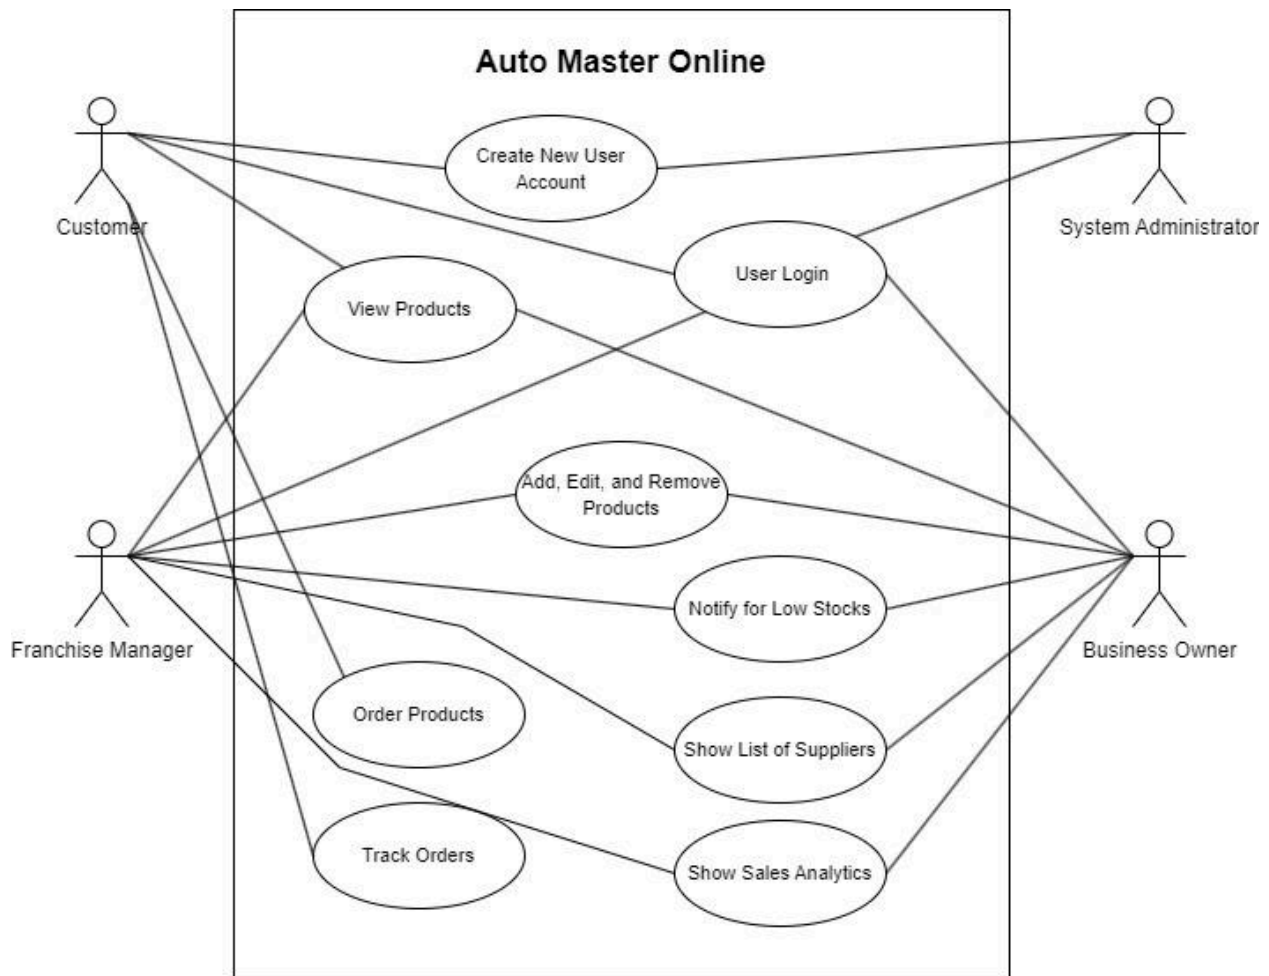 Auto Master Online
Create New User
Account
Customer
System Administrator
User Login
View Products
Add, Edit, and Remove
Products
Notify for Low Stocks
Franchise Manager
Business Owner
Order Products
Show List of Suppliers
Track Orders
Show Sales Analytics